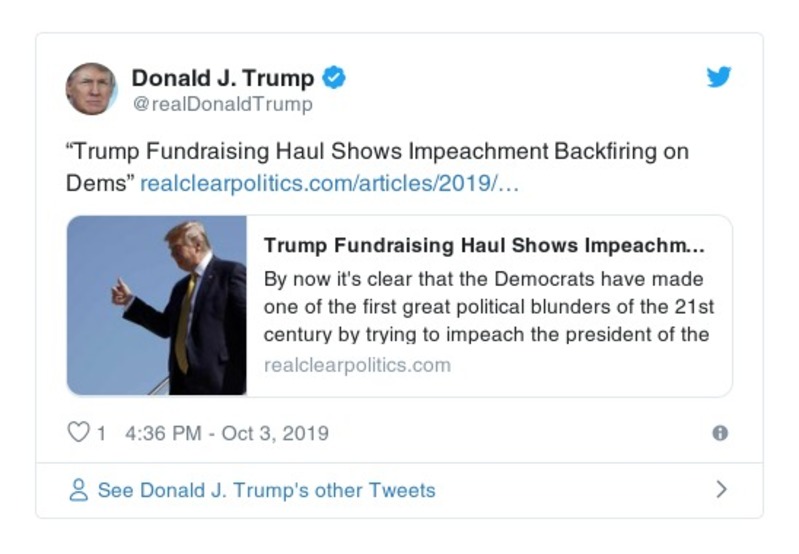 Donald J. Trump
@realDonaldTrump
“Trump Fundraising Haul Shows Impeachment Backfiring on
Dems” realclearpolitics.com/articles/2019/…
Trump Fundraising Haul Shows Impeachm...
By now it's clear that the Democrats have made
one of the first great political blunders of the 21st
century by trying to impeach the president of the
realclearpolitics.com
1 4:36 PM - Oct 3, 2019
See Donald J. Trump's other Tweets